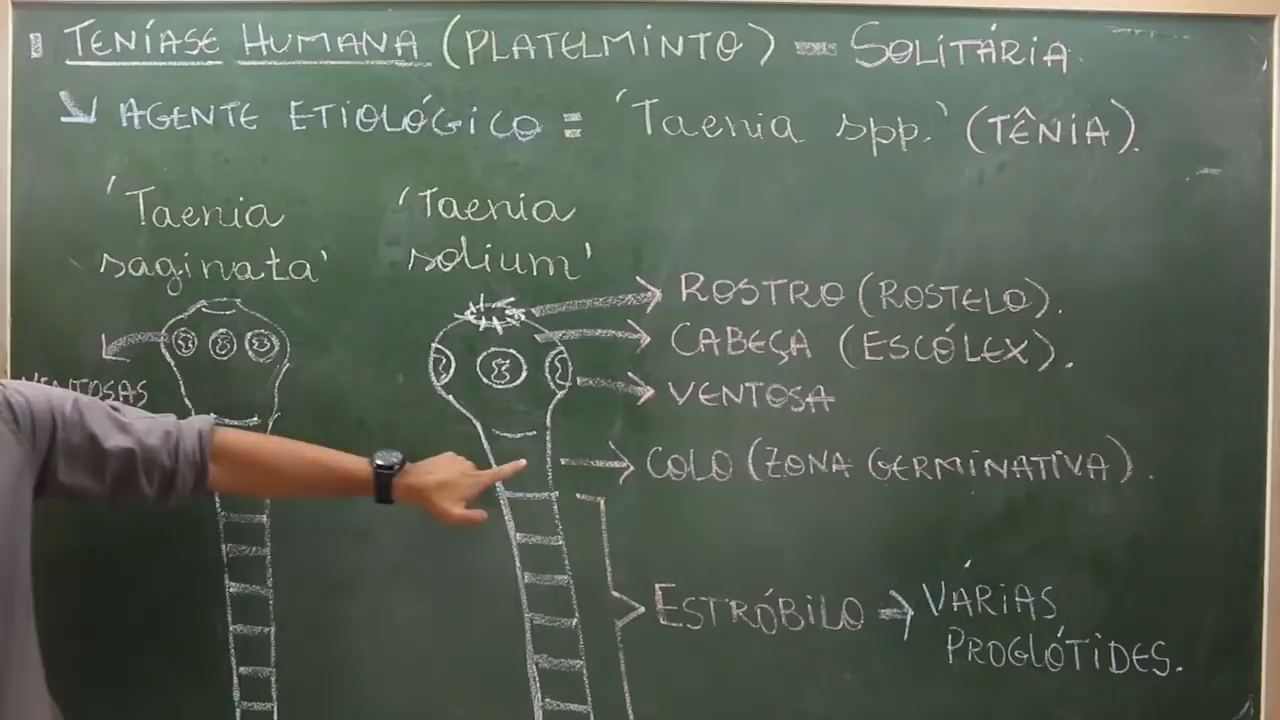 TENÍASE HUMANA (PLATELMINTO) = SOLITÁRIA.
AGENTE ETIOLÓGICO = 'Taenia spp.' (TÊNIA).
'Taenia saginata'
'Taenia solium'
ROSTRO (ROSTELO).
CABEÇA (ESCÓLEX).
VENTOSAS
VENTOSA
COLO (ZONA GERMINATIVA).
ESTRÓBILO → VÁRIAS
PROGLÓTIDES.